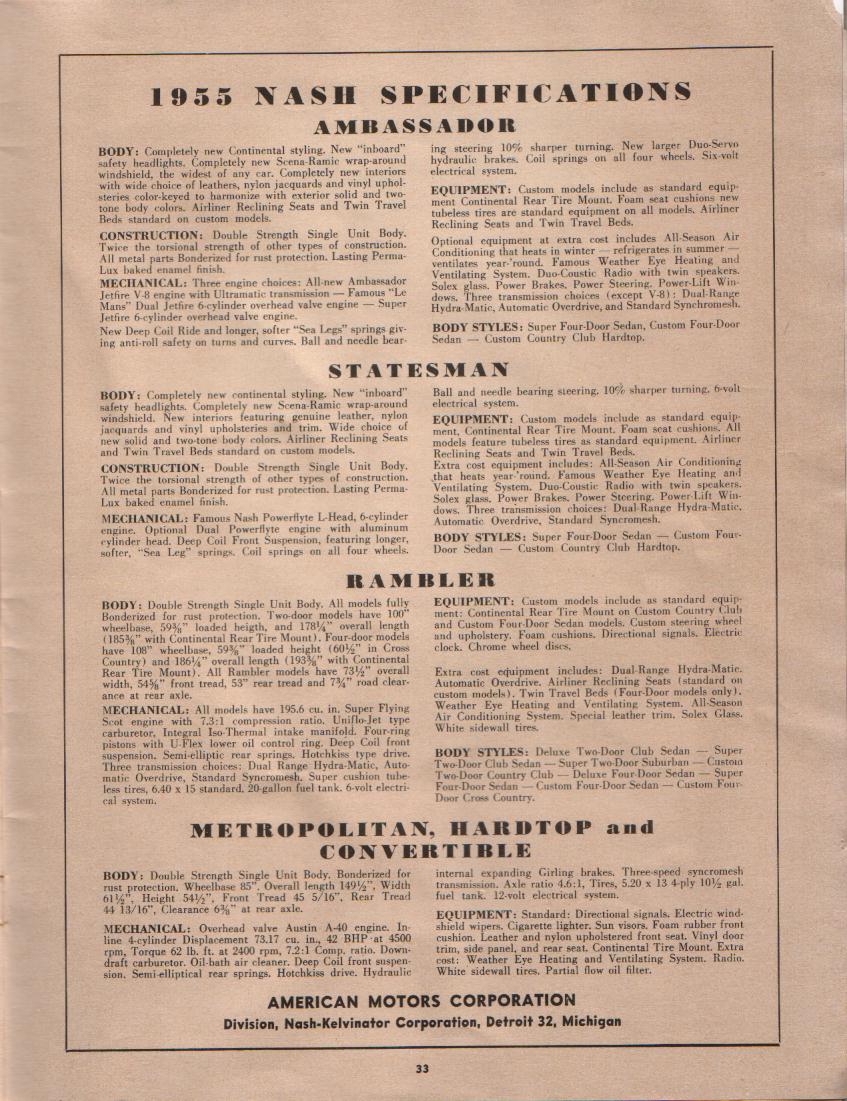 1955 NASH SPECIFICATIONS
AMBASSADOR
BODY: Completely new Continental styling. New "inboard"
safety headlights. Completely new Scena-Ramic wrap-around
windshield, the widest of any car. Completely new interiors
with wide choice of leathers, nylon jacquards and vinyl uphol-
steries color-keyed to harmonize with exterior solid and two-
tone body colors. Airliner Reclining Seats and Twin Travel
Beds standard on custom models.
CONSTRUCTION: Double Strength Single Unit Body.
Twice the torsional strength of other types of construction.
All metal parts Bonderized for rust protection. Lasting Perma-
Lux baked enamel finish.
MECHANICAL: Three engine choices: All-new Ambassador
Jetfire V-8 engine with Ultramatic transmission — Famous "Le
Mans" Dual Jetfire 6-cylinder overhead valve engine — Super
Jetfire 6-cylinder overhead valve engine.
New Deep Coil Ride and longer, softer "Sea Legs" springs giv-
ing anti-roll safety on turns and curves. Ball and needle bear-
ing steering 10% sharper turning. New larger Duo-Servo
hydraulic brakes. Coil springs on all four wheels. Six-volt
electrical system.
EQUIPMENT: Custom models include as standard equip-
ment Continental Rear Tire Mount. Foam seat cushions new
tubeless tires are standard equipment on all models. Airliner
Reclining Seats and Twin Travel Beds.
Optional equipment at extra cost includes All-Season Air
Conditioning that heats in winter — refrigerates in summer —
ventilates year-'round. Famous Weather Eye Heating and
Ventilating System. Duo-Coustic Radio with twin speakers.
Solex glass. Power Brakes. Power Steering. Power-Lift Win-
dows. Three transmission choices (except V-8): Dual-Range
Hydra-Matic, Automatic Overdrive, and Standard Synchromesh.
BODY STYLES: Super Four-Door Sedan, Custom Four-Door
Sedan — Custom Country Club Hardtop.
STATESMAN
BODY: Completely new continental styling. New "inboard"
safety headlights. Completely new Scena-Ramic wrap-around
windshield. New interiors featuring genuine leather, nylon
jacquards and vinyl upholsteries and trim. Wide choice of
new solid and two-tone body colors. Airliner Reclining Seats
and Twin Travel Beds standard on custom models.
CONSTRUCTION: Double Strength Single Unit Body.
Twice the torsional strength of other types of construction.
All metal parts Bonderized for rust protection. Lasting Perma-
Lux baked enamel finish.
MECHANICAL: Famous Nash Powerflyte L-Head, 6-cylinder
engine. Optional Dual Powerflyte engine with aluminum
cylinder head. Deep Coil Front Suspension, featuring longer,
softer, "Sea Leg" springs. Coil springs on all four wheels.
Ball and needle bearing steering. 10% sharper turning. 6-volt
electrical system.
EQUIPMENT: Custom models include as standard equip-
ment, Continental Rear Tire Mount. Foam seat cushions. All
models feature tubeless tires as standard equipment. Airliner
Reclining Seats and Twin Travel Beds.
Extra cost equipment includes: All-Season Air Conditioning
that heats year-'round. Famous Weather Eye Heating and
Ventilating System. Duo-Coustic Radio with twin speakers.
Solex glass. Power Brakes. Power Steering. Power-Lift Win-
dows. Three transmission choices: Dual-Range Hydra-Matic.
Automatic Overdrive, Standard Syncromesh.
BODY STYLES: Super Four-Door Sedan — Custom Four-
Door Sedan — Custom Country Club Hardtop.
RAMBLER
BODY: Double Strength Single Unit Body. All models fully
Bonderized for rust protection. Two-door models have 100"
wheelbase, 59⅜" loaded heigth, and 178¼" overall length
(185⅜" with Continental Rear Tire Mount). Four-door models
have 108" wheelbase, 59⅜" loaded height (60½" in Cross
Country) and 186¼" overall length (193⅜" with Continental
Rear Tire Mount). All Rambler models have 73½" overall
width, 54⅝" front tread, 53" rear tread and 7¾" road clear-
ance at rear axle.
MECHANICAL: All models have 195.6 cu. in. Super Flying
Scot engine with 7.3:1 compression ratio. Uniflo-Jet type
carburetor, Integral Iso-Thermal intake manifold. Four-ring
pistons with U-Flex lower oil control ring. Deep Coil front
suspension. Semi-elliptic rear springs. Hotchkiss type drive.
Three transmission choices: Dual Range Hydra-Matic, Auto-
matic Overdrive, Standard Syncromesh. Super cushion tube-
less tires, 6.40 x 15 standard. 20-gallon fuel tank. 6-volt electri-
cal system.
EQUIPMENT: Custom models include as standard equip-
ment: Continental Rear Tire Mount on Custom Country Club
and Custom Four-Door Sedan models. Custom steering wheel
and upholstery. Foam cushions. Directional signals. Electric
clock. Chrome wheel discs.
Extra cost equipment includes: Dual-Range Hydra-Matic.
Automatic Overdrive. Airliner Reclining Seats (standard on
custom models). Twin Travel Beds (Four-Door models only).
Weather Eye Heating and Ventilating System. All-Season
Air Conditioning System. Special leather trim. Solex Glass.
White sidewall tires.
BODY STYLES: Deluxe Two-Door Club Sedan — Super
Two-Door Club Sedan — Super Two-Door Suburban — Custom
Two-Door Country Club — Deluxe Four-Door Sedan — Super
Four-Door Sedan — Custom Four-Door Sedan — Custom Four-
Door Cross Country.
METROPOLITAN, HARDTOP and
CONVERTIBLE
BODY: Double Strength Single Unit Body. Bonderized for
rust protection. Wheelbase 85". Overall length 149½", Width
61½", Height 54½", Front Tread 45 5/16", Rear Tread
44 13/16", Clearance 6⅜" at rear axle.
MECHANICAL: Overhead valve Austin A-40 engine. In-
line 4-cylinder Displacement 73.17 cu. in., 42 BHP at 4500
rpm, Torque 62 lb. ft. at 2400 rpm, 7.2:1 Comp. ratio. Down-
draft carburetor. Oil-bath air cleaner. Deep Coil front suspen-
sion. Semi-elliptical rear springs. Hotchkiss drive. Hydraulic
internal expanding Girling brakes. Three-speed syncromesh
transmission. Axle ratio 4.6:1, Tires, 5.20 x 13 4-ply 10½ gal.
fuel tank. 12-volt electrical system.
EQUIPMENT: Standard: Directional signals. Electric wind-
shield wipers. Cigarette lighter. Sun visors. Foam rubber front
cushion. Leather and nylon upholstered front seat. Vinyl door
trim, side panel, and rear seat. Continental Tire Mount. Extra
cost: Weather Eye Heating and Ventilating System. Radio.
White sidewall tires. Partial flow oil filter.
AMERICAN MOTORS CORPORATION
Division, Nash-Kelvinator Corporation, Detroit 32, Michigan
33